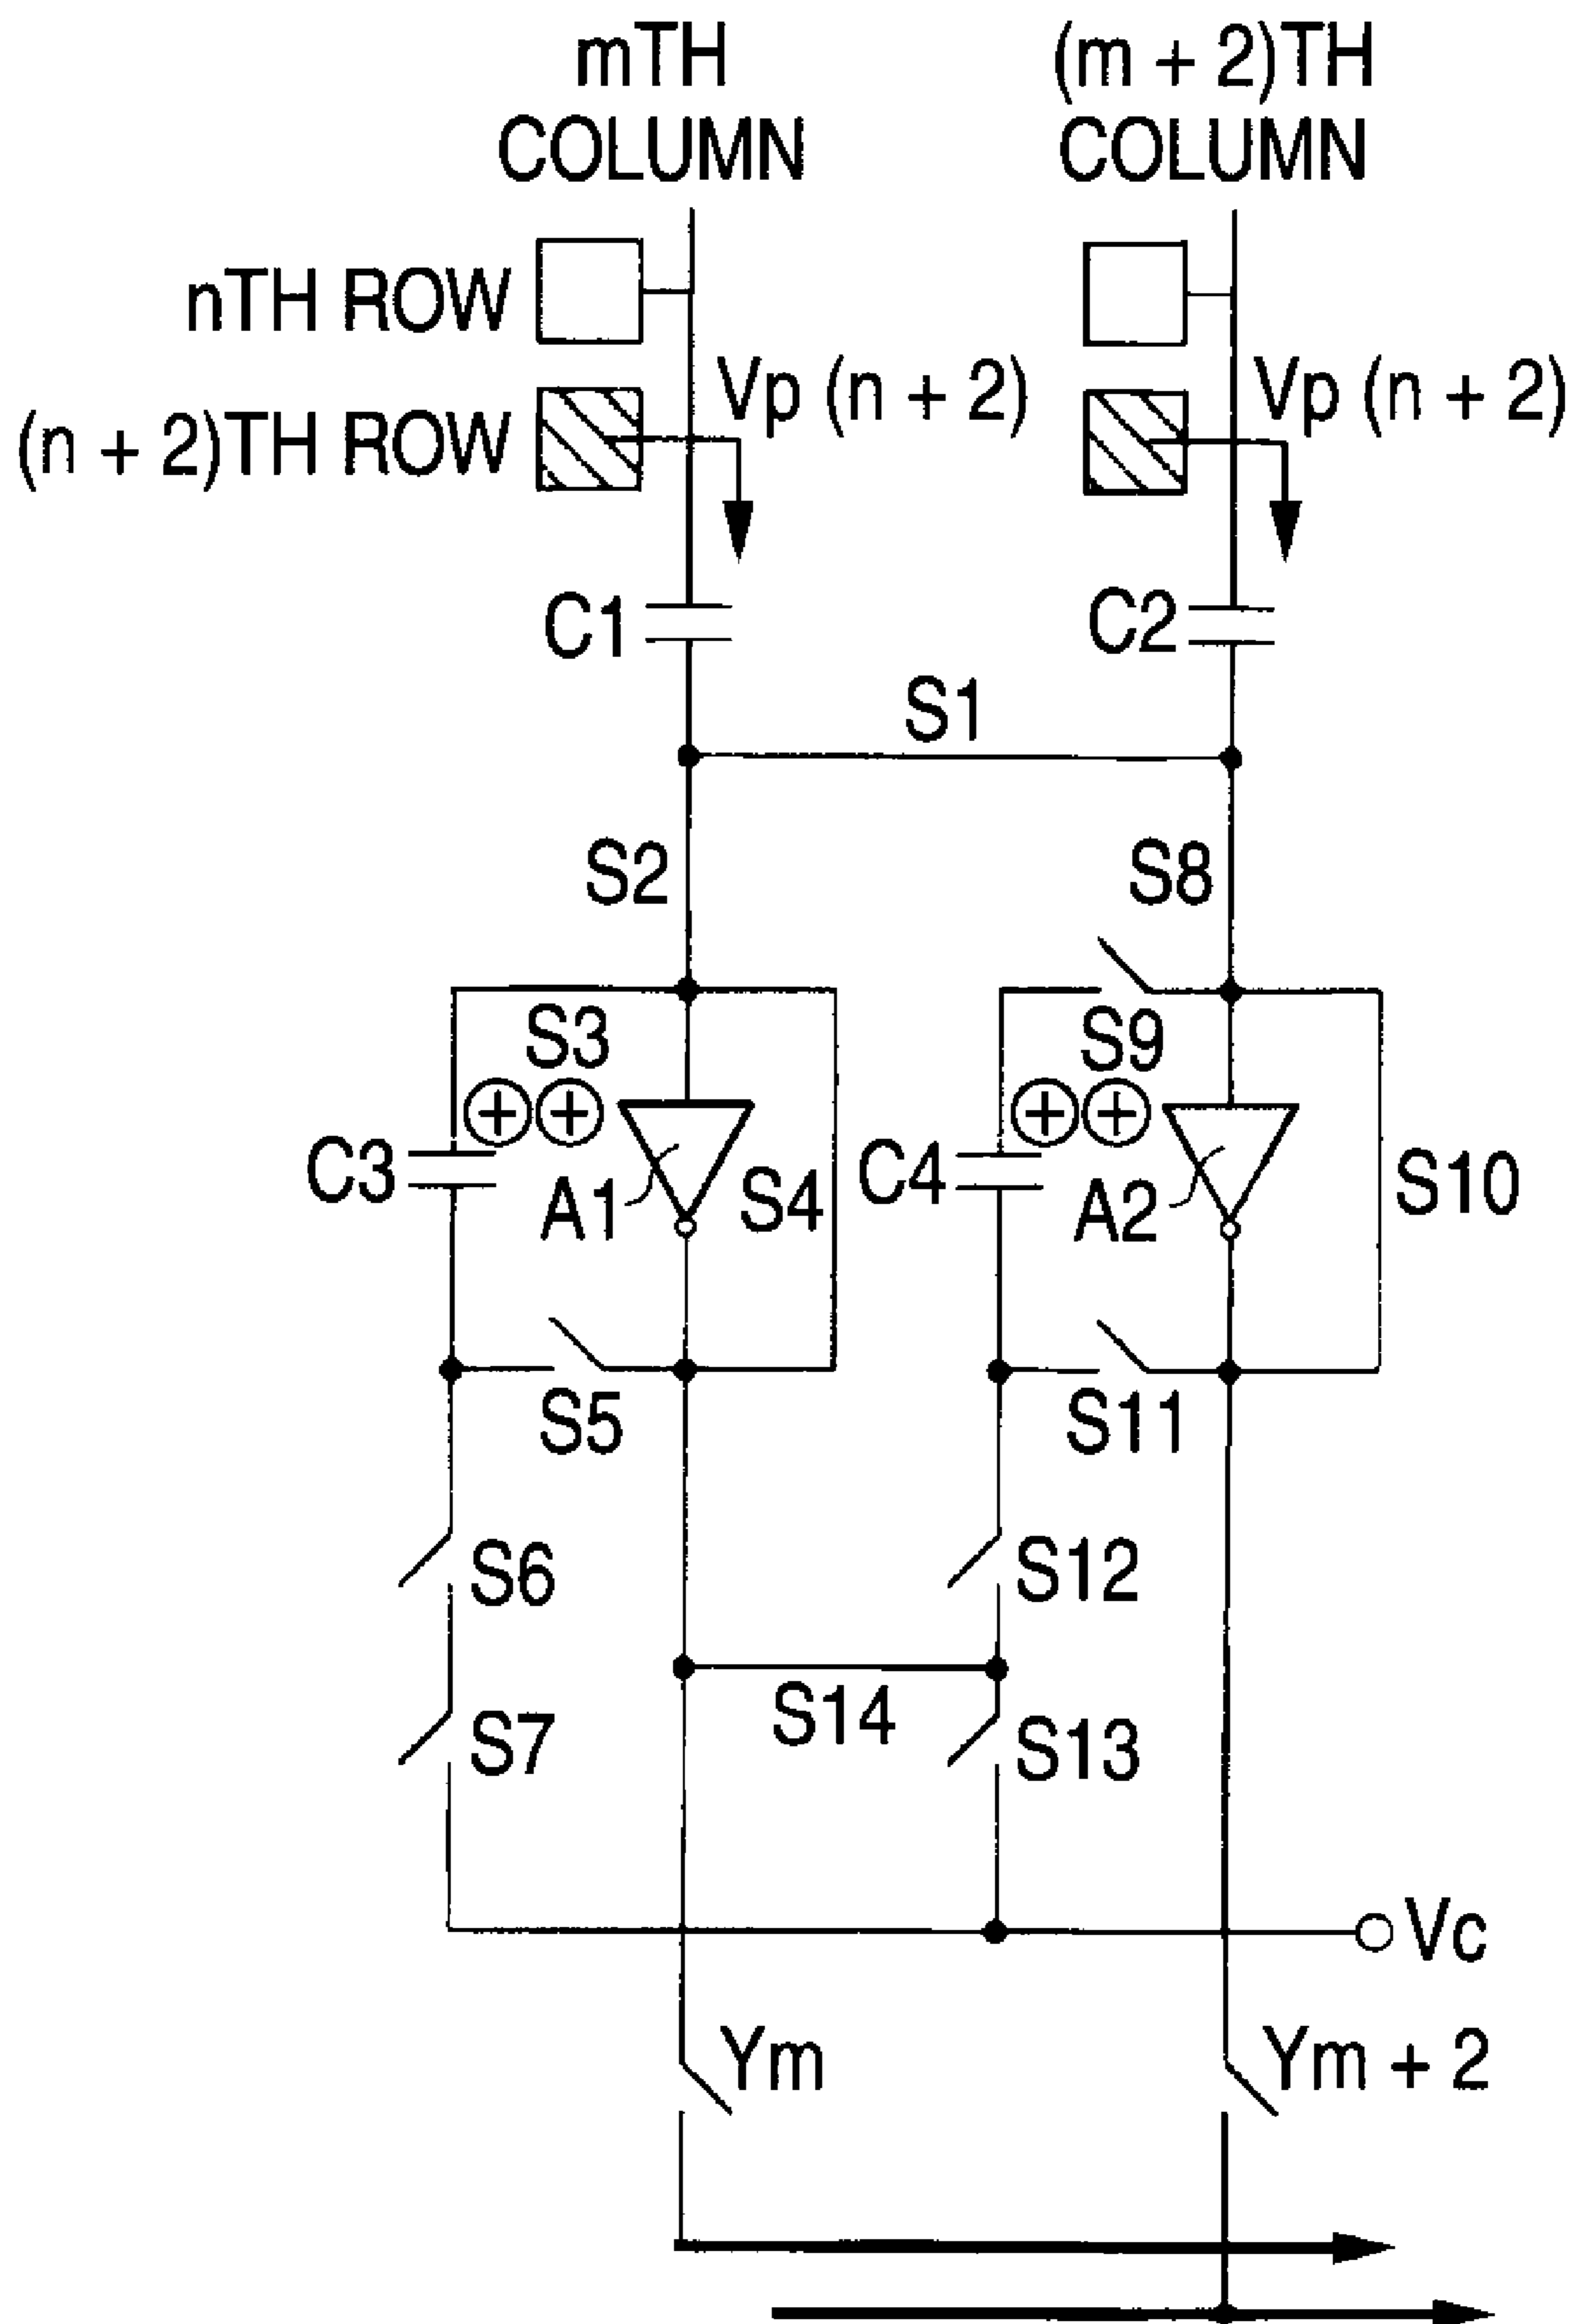 mTH
COLUMN
(m + 2)TH
COLUMN
nTH ROW
(n + 2)TH ROW
Vp (n + 2)
Vp (n + 2)
C1
C2
S1
S2
S8
S3
S9
C3
A1
S4
C4
A2
S10
S5
S11
S6
S12
S14
S7
S13
Vc
Ym
Ym + 2